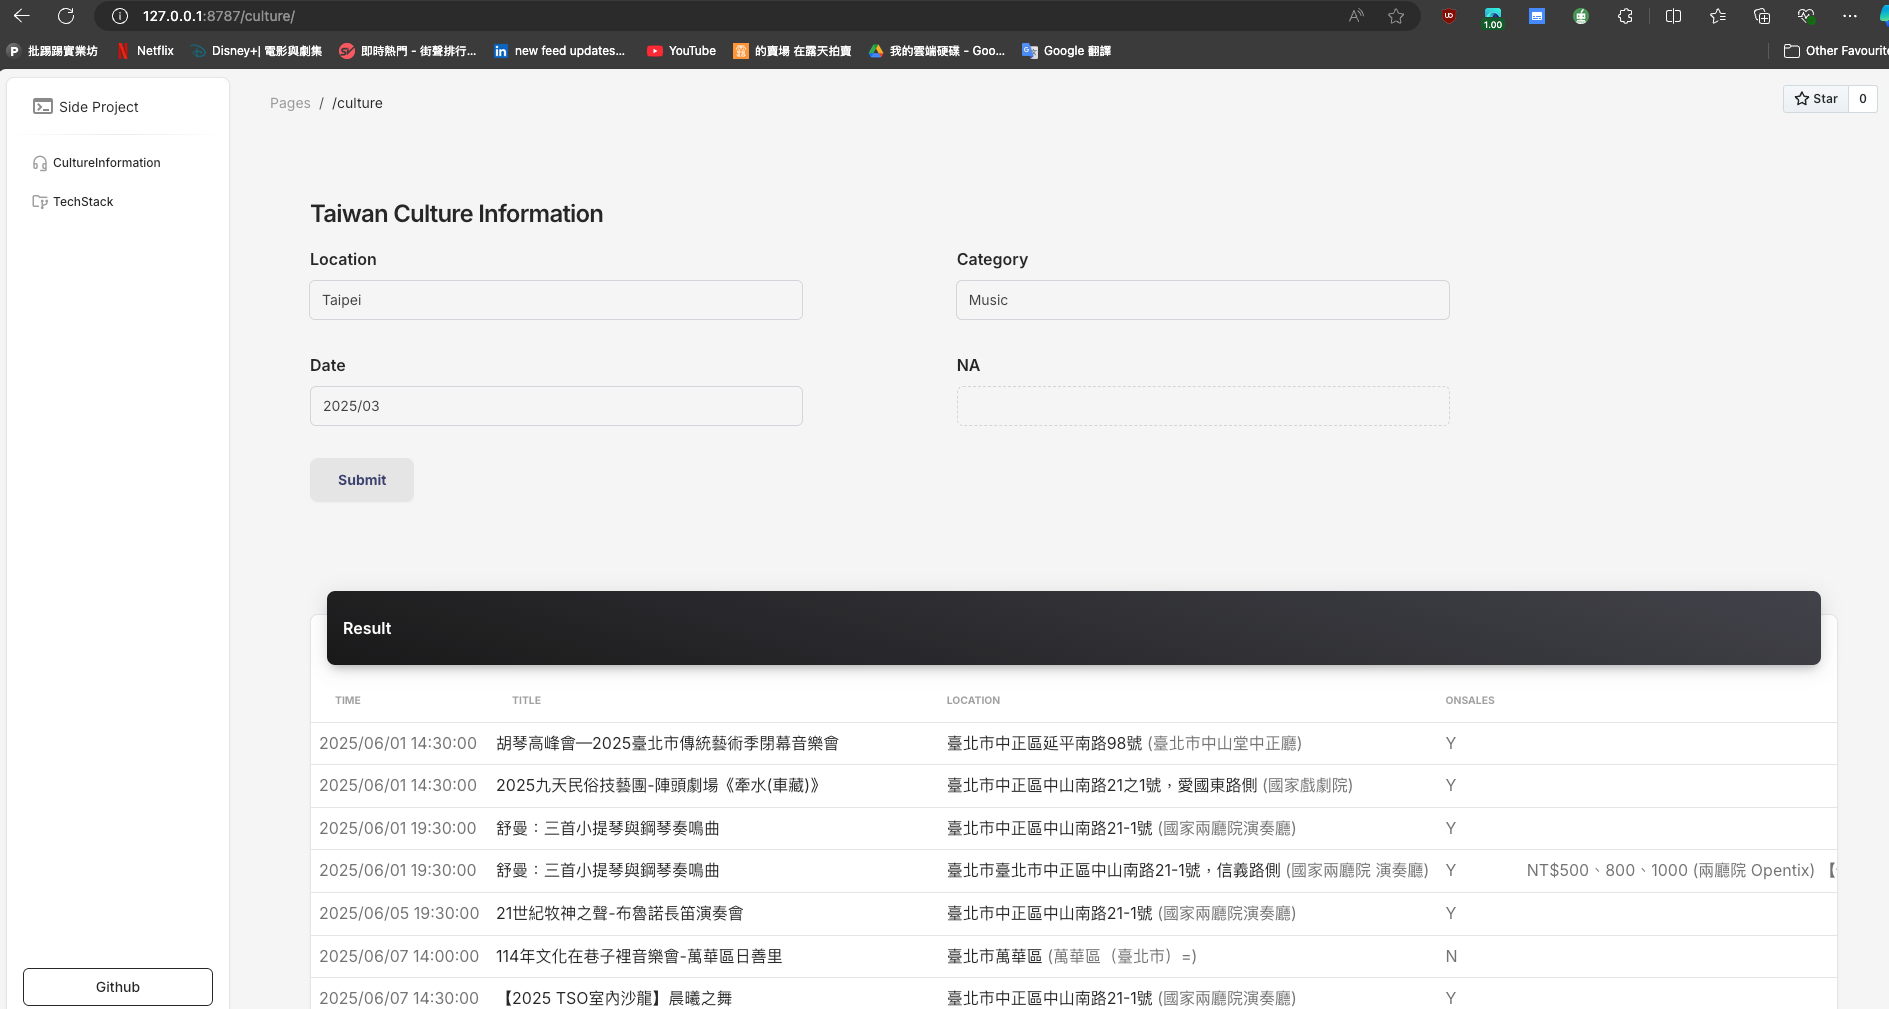 127.0.0.1:8787/culture/
1.00
批踢踢實業坊 Netflix Disney+| 電影與劇集 即時熱門 - 街聲排行... new feed updates... YouTube 的賣場 在露天拍賣 我的雲端硬碟 - Goo... Google 翻譯 Other Favourite
Side Project
CultureInformation
TechStack
Github
Pages / /culture
Star 0
Taiwan Culture Information
Location Category
Taipei Music
Date NA
2025/03
Submit
Result
TIME TITLE LOCATION ONSALES
2025/06/01 14:30:00 胡琴高峰會—2025臺北市傳統藝術季閉幕音樂會 臺北市中正區延平南路98號 (臺北市中山堂中正廳) Y
2025/06/01 14:30:00 2025九天民俗技藝團-陣頭劇場《牽水(車藏)》 臺北市中正區中山南路21之1號，愛國東路側 (國家戲劇院) Y
2025/06/01 19:30:00 舒曼：三首小提琴與鋼琴奏鳴曲 臺北市中正區中山南路21-1號 (國家兩廳院演奏廳) Y
2025/06/01 19:30:00 舒曼：三首小提琴與鋼琴奏鳴曲 臺北市臺北市中正區中山南路21-1號，信義路側 (國家兩廳院 演奏廳) Y NT$500、800、1000 (兩廳院 Opentix) 【
2025/06/05 19:30:00 21世紀牧神之聲-布魯諾長笛演奏會 臺北市中正區中山南路21-1號 (國家兩廳院演奏廳) Y
2025/06/07 14:00:00 114年文化在巷子裡音樂會-萬華區日善里 臺北市萬華區 (萬華區（臺北市）=) N
2025/06/07 14:30:00 【2025 TSO室內沙龍】晨曦之舞 臺北市中正區中山南路21-1號 (國家兩廳院演奏廳) Y